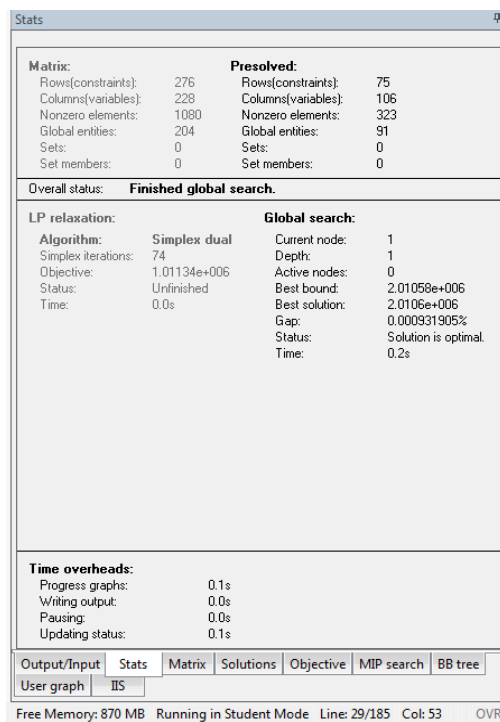 Stats
Matrix: Presolved:
Rows(constraints): 276 Rows(constraints): 75
Columns(variables): 228 Columns(variables): 106
Nonzero elements: 1080 Nonzero elements: 323
Global entities: 204 Global entities: 91
Sets: 0 Sets: 0
Set members: 0 Set members: 0
Overall status: Finished global search.
LP relaxation: Global search:
Algorithm: Simplex dual Current node: 1
Simplex iterations: 74 Depth: 1
Objective: 1.01134e+006 Active nodes: 0
Status: Unfinished Best bound: 2.01058e+006
Time: 0.0s Best solution: 2.0106e+006
Gap: 0.000931905%
Status: Solution is optimal.
Time: 0.2s
Time overheads:
Progress graphs: 0.1s
Writing output: 0.0s
Pausing: 0.0s
Updating status: 0.1s
Output/Input Stats Matrix Solutions Objective MIP search BB tree
User graph IIS
Free Memory: 870 MB Running in Student Mode Line: 29/185 Col: 53 OVR